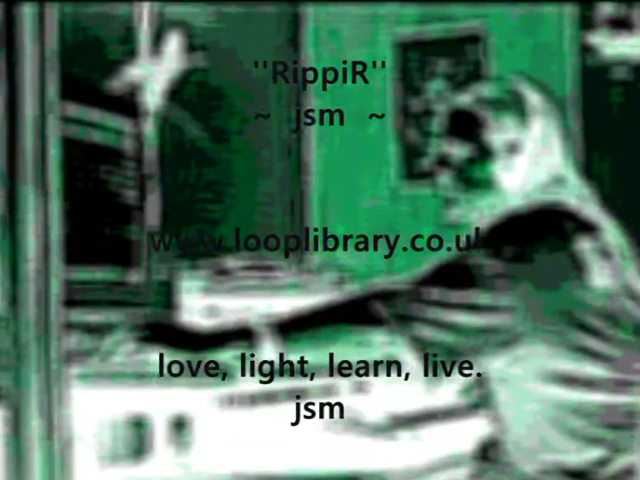 ''RippiR''
~ jsm ~
www.looplibrary.co.uk
love, light, learn, live.
jsm